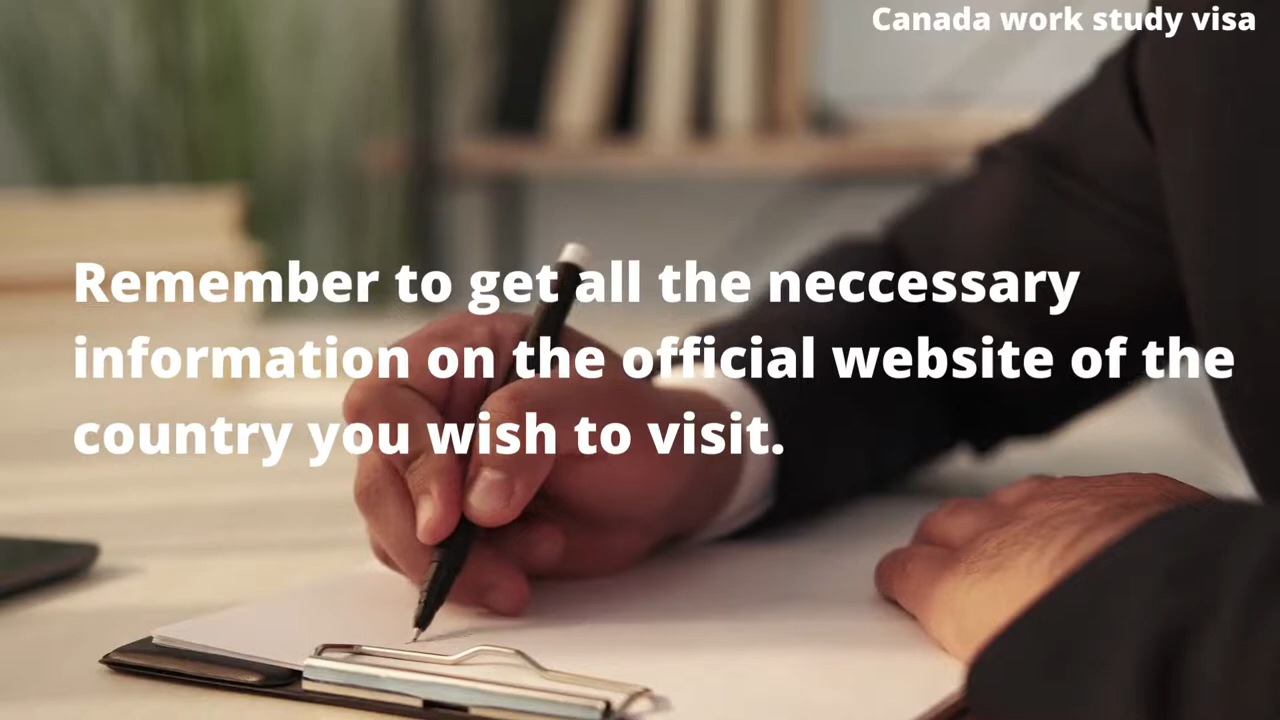 Canada work study visa
Remember to get all the neccessary
information on the official website of the
country you wish to visit.